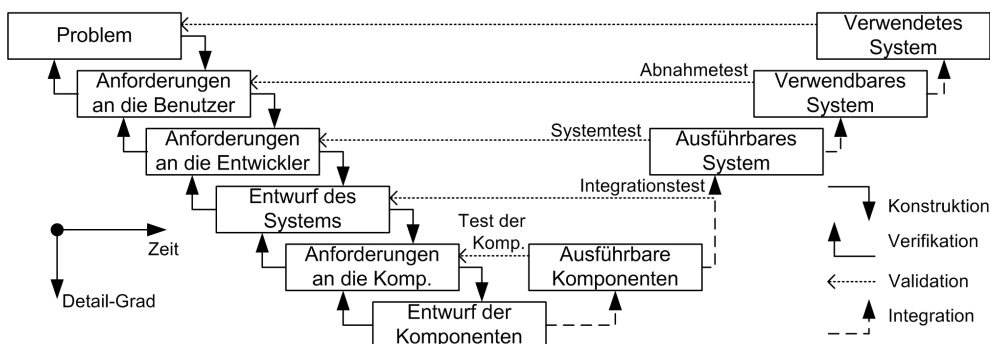 Problem
Verwendetes
System
Abnahmetest
Anforderungen
an die Benutzer
Verwendbares
System
Systemtest
Anforderungen
an die Entwickler
Ausführbares
System
Integrationstest
Entwurf des
Systems
Konstruktion
Test der
Komp.
Zeit
Verifikation
Anforderungen
an die Komp.
Ausführbare
Komponenten
Validation
Detail-Grad
Integration
Entwurf der
Komponenten